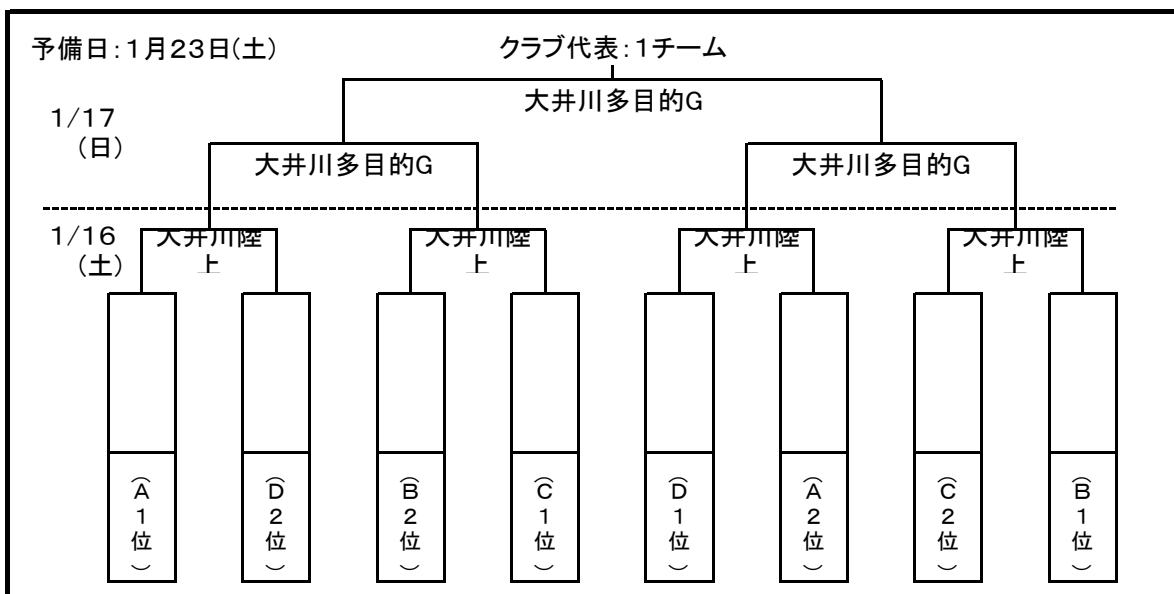 予備日:1月23日(土)
クラブ代表:1チーム
大井川多目的G
1/17
(日)
大井川多目的G
大井川多目的G
1/16
(土)
大井川陸
上
大井川陸
上
大井川陸
上
大井川陸
上
(A1位)
(D2位)
(B2位)
(C1位)
(D1位)
(A2位)
(C2位)
(B1位)